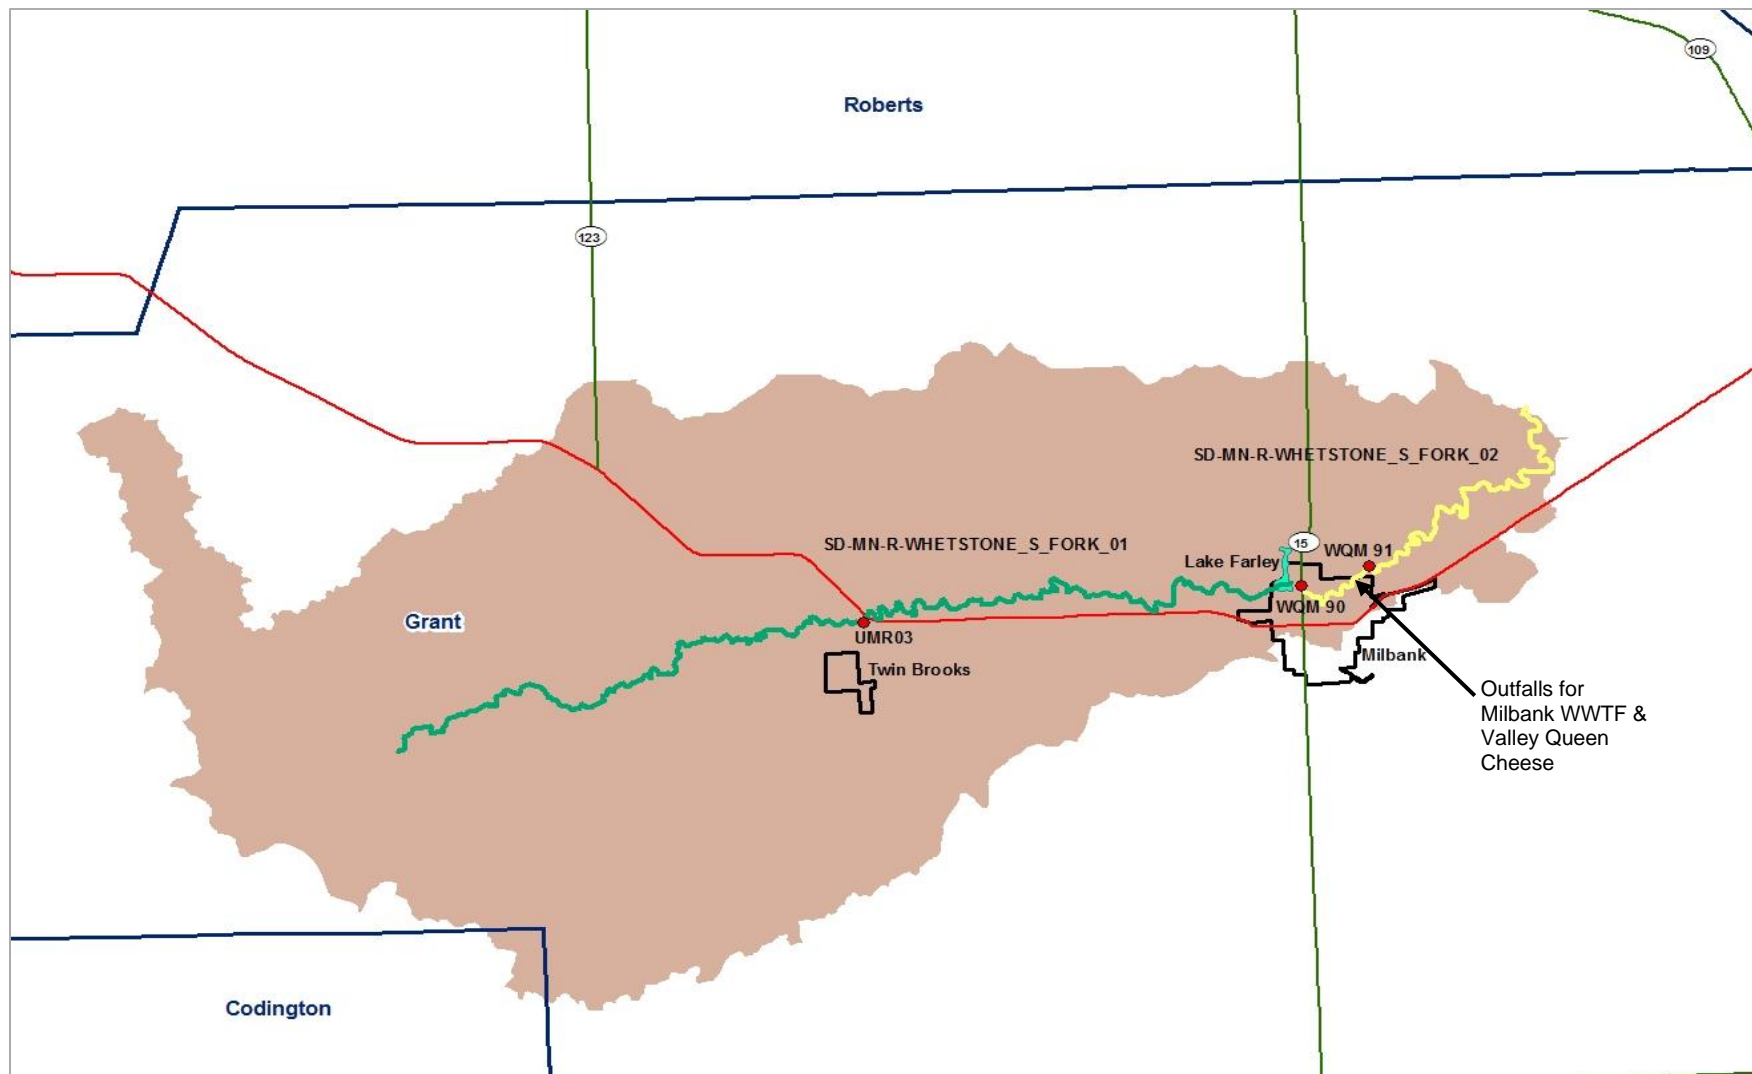 109
Roberts
123
SD-MN-R-WHETSTONE_S_FORK_02
SD-MN-R-WHETSTONE_S_FORK_01
15
WQM 91
Lake Farley
WQM 90
Grant
UMR03
Milbank
Twin Brooks
Outfalls for
Milbank WWTF &
Valley Queen
Cheese
Codington